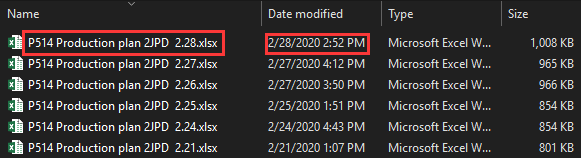 Name Date modified Type Size
P514 Production plan 2JPD  2.28.xlsx 2/28/2020 2:52 PM Microsoft Excel W... 1,008 KB
P514 Production plan 2JPD  2.27.xlsx 2/27/2020 4:12 PM Microsoft Excel W... 965 KB
P514 Production plan 2JPD  2.26.xlsx 2/27/2020 3:50 PM Microsoft Excel W... 966 KB
P514 Production plan 2JPD  2.25.xlsx 2/25/2020 1:51 PM Microsoft Excel W... 854 KB
P514 Production plan 2JPD  2.24.xlsx 2/24/2020 4:43 PM Microsoft Excel W... 854 KB
P514 Production plan 2JPD  2.21.xlsx 2/21/2020 1:07 PM Microsoft Excel W... 801 KB